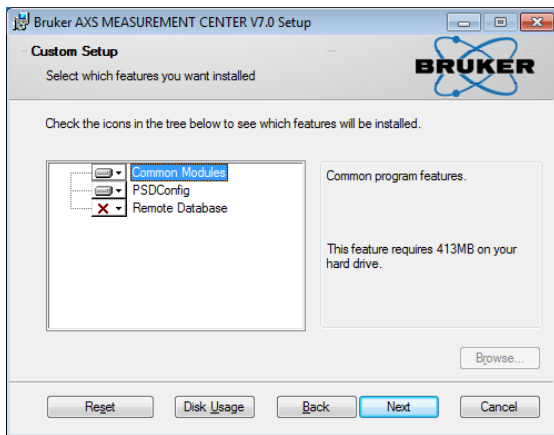 Bruker AXS MEASUREMENT CENTER V7.0 Setup
Custom Setup
Select which features you want installed
BRUKER
Check the icons in the tree below to see which features will be installed.
Common Modules
PSDConfig
Remote Database
Common program features.
This feature requires 413MB on your
hard drive.
Browse...
Reset
Disk Usage
Back
Next
Cancel